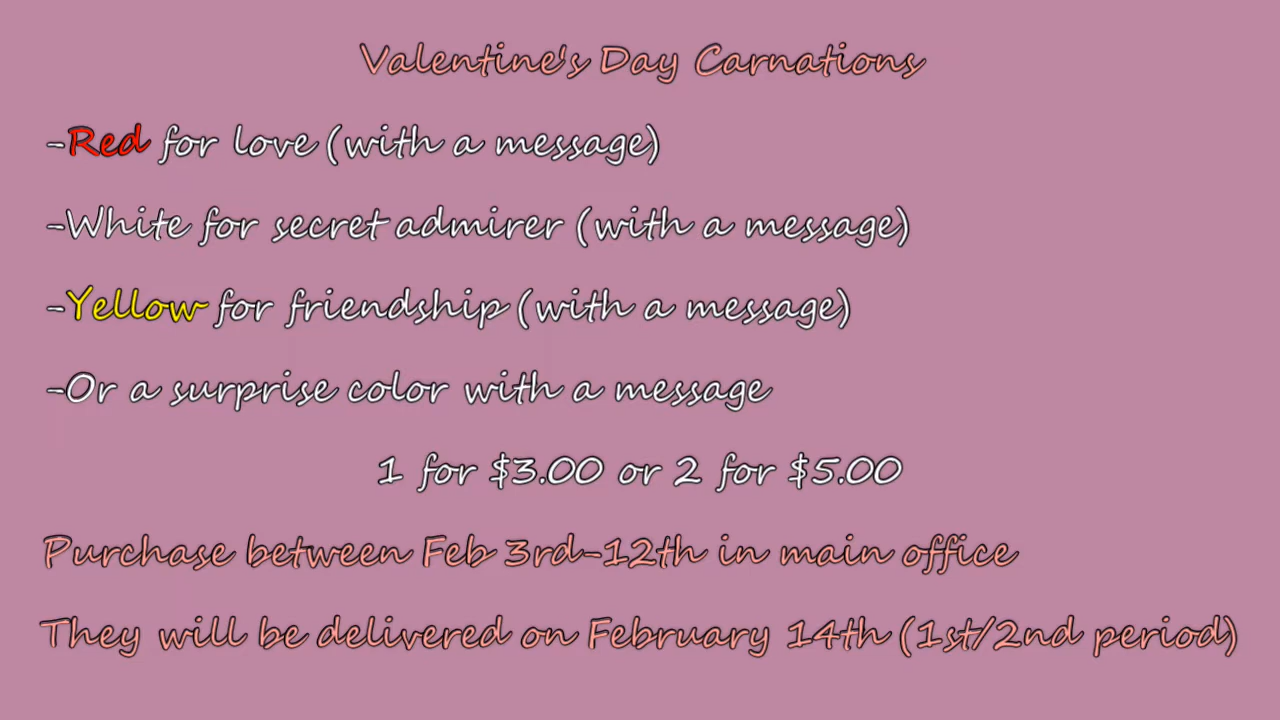 Valentine's Day Carnations
-Red for love (with a message)
-White for secret admirer (with a message)
-Yellow for friendship (with a message)
-Or a surprise color with a message
1 for $3.00 or 2 for $5.00
Purchase between Feb 3rd-12th in main office
They will be delivered on February 14th (1st/2nd period)